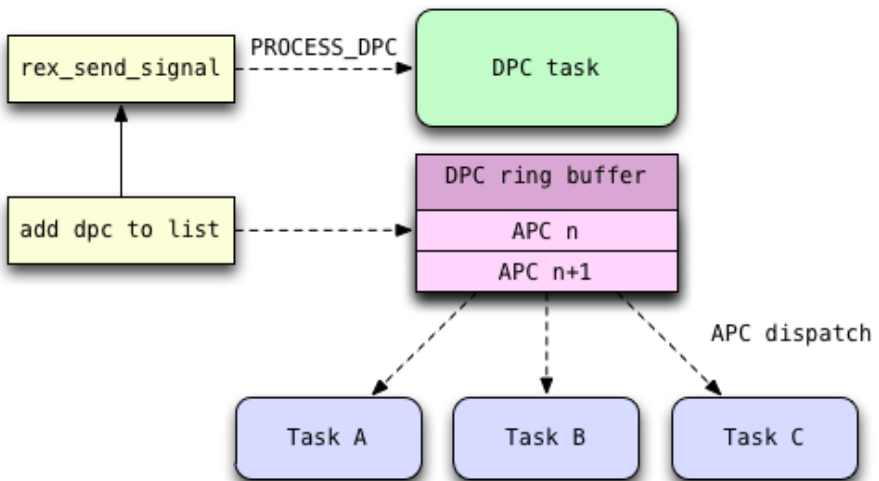 rex_send_signal
PROCESS_DPC
DPC task
add dpc to list
DPC ring buffer
APC n
APC n+1
APC dispatch
Task A
Task B
Task C